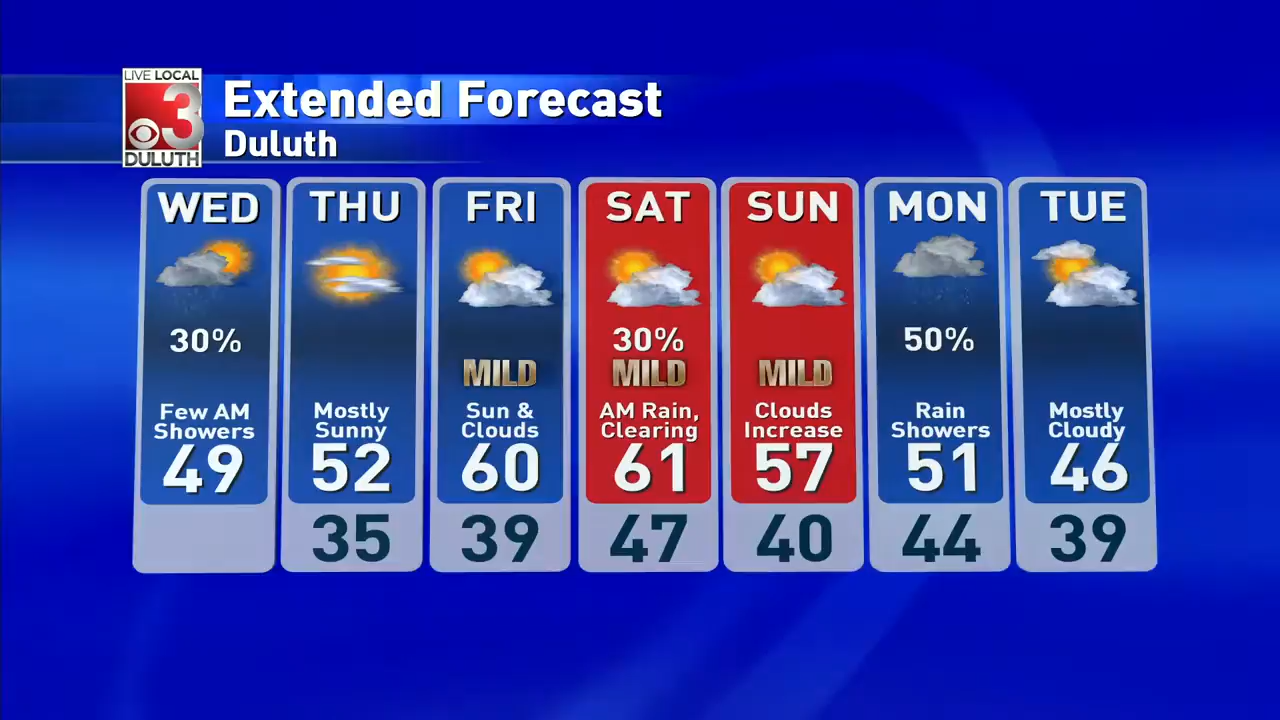 LIVE LOCAL
3
DULUTH
Extended Forecast
Duluth
WED
30%
Few AM
Showers
49
THU
Mostly
Sunny
52
35
FRI
MILD
Sun &
Clouds
60
39
SAT
30%
MILD
AM Rain,
Clearing
61
47
SUN
MILD
Clouds
Increase
57
40
MON
50%
Rain
Showers
51
44
TUE
Mostly
Cloudy
46
39